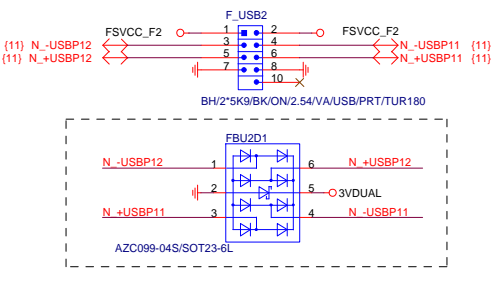 F_USB2
FSVCC_F2 1 2 FSVCC_F2
{11} N_-USBP12 3 4 N_-USBP11 {11}
{11} N_+USBP12 5 6 N_+USBP11 {11}
7 8
10
BH/2*5K9/BK/ON/2.54/VA/USB/PRT/TUR180
FBU2D1
N_-USBP12 1 6 N_+USBP12
2 5 3VDUAL
N_+USBP11 3 4 N_-USBP11
AZC099-04S/SOT23-6L